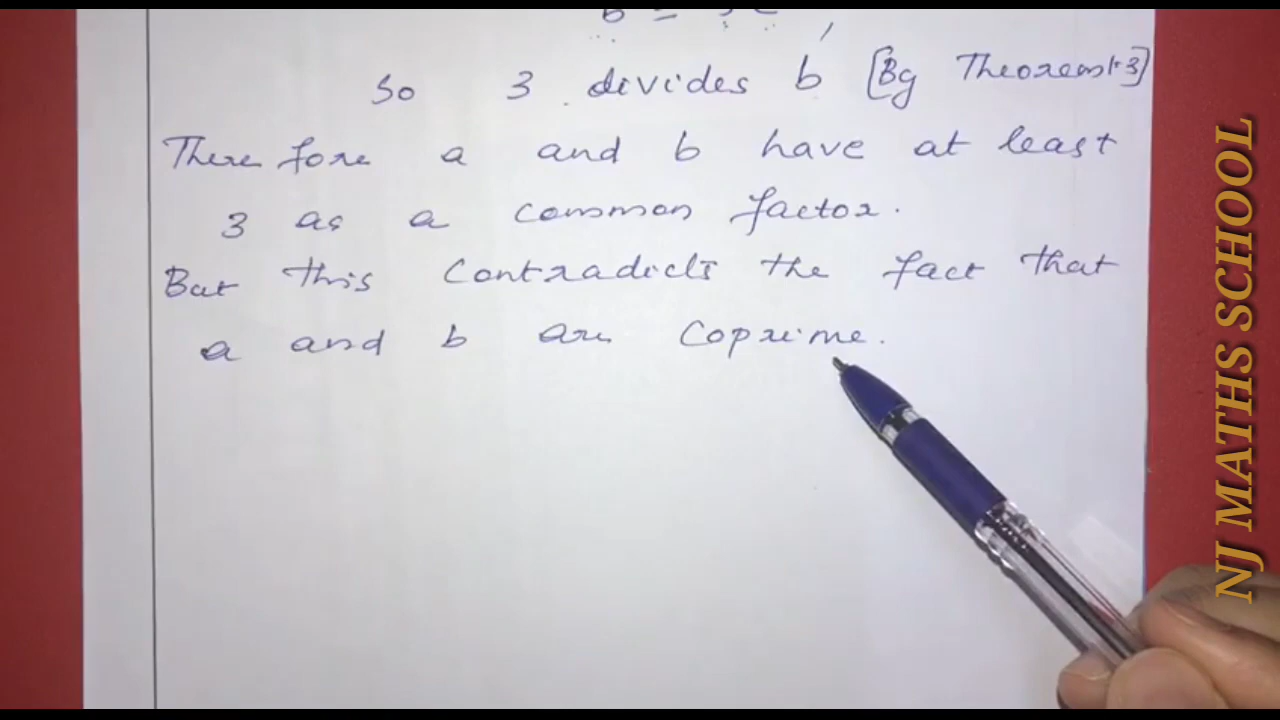 So 3 divides b [By Theorem 1.3]
Therefore a and b have at least
3 as a common factor.
But this contradicts the fact that
a and b are coprime.
NJ MATHS SCHOOL